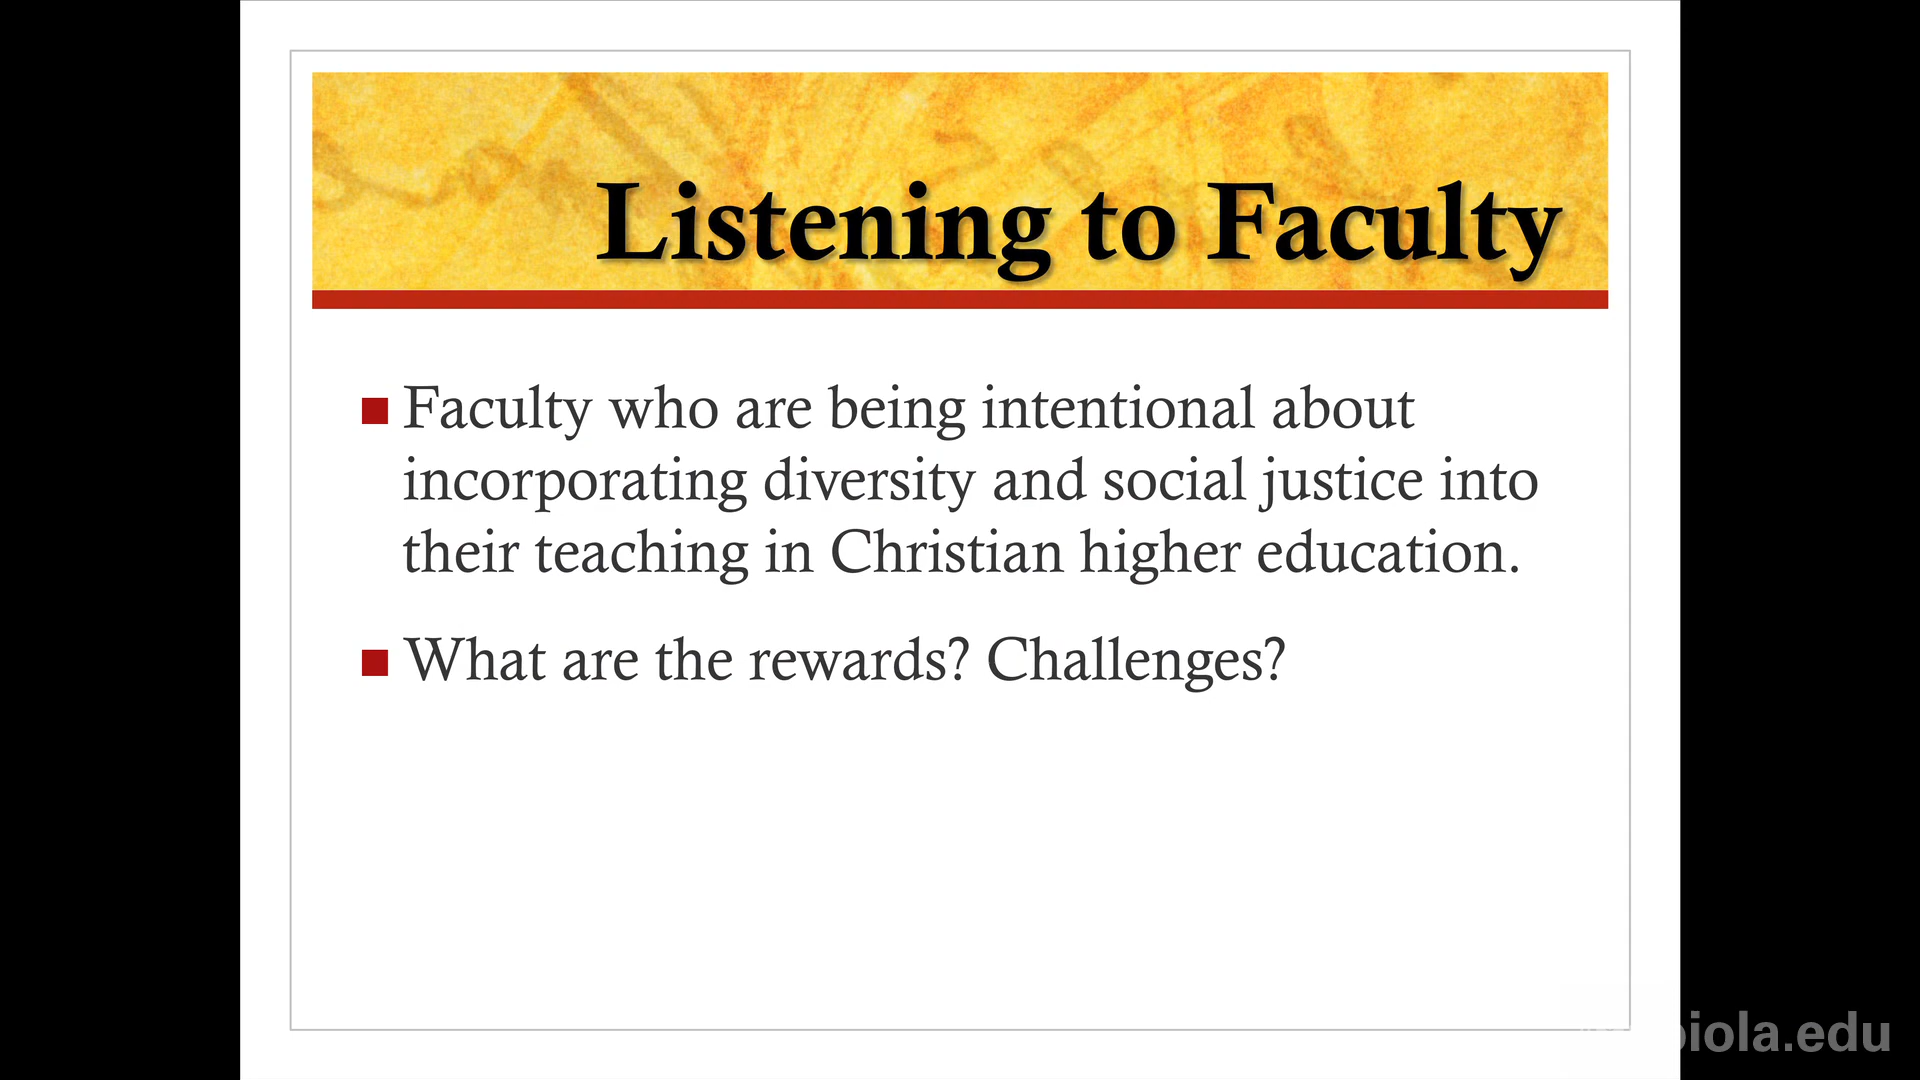 Listening to Faculty
Faculty who are being intentional about
incorporating diversity and social justice into
their teaching in Christian higher education.
What are the rewards? Challenges?
biola.edu